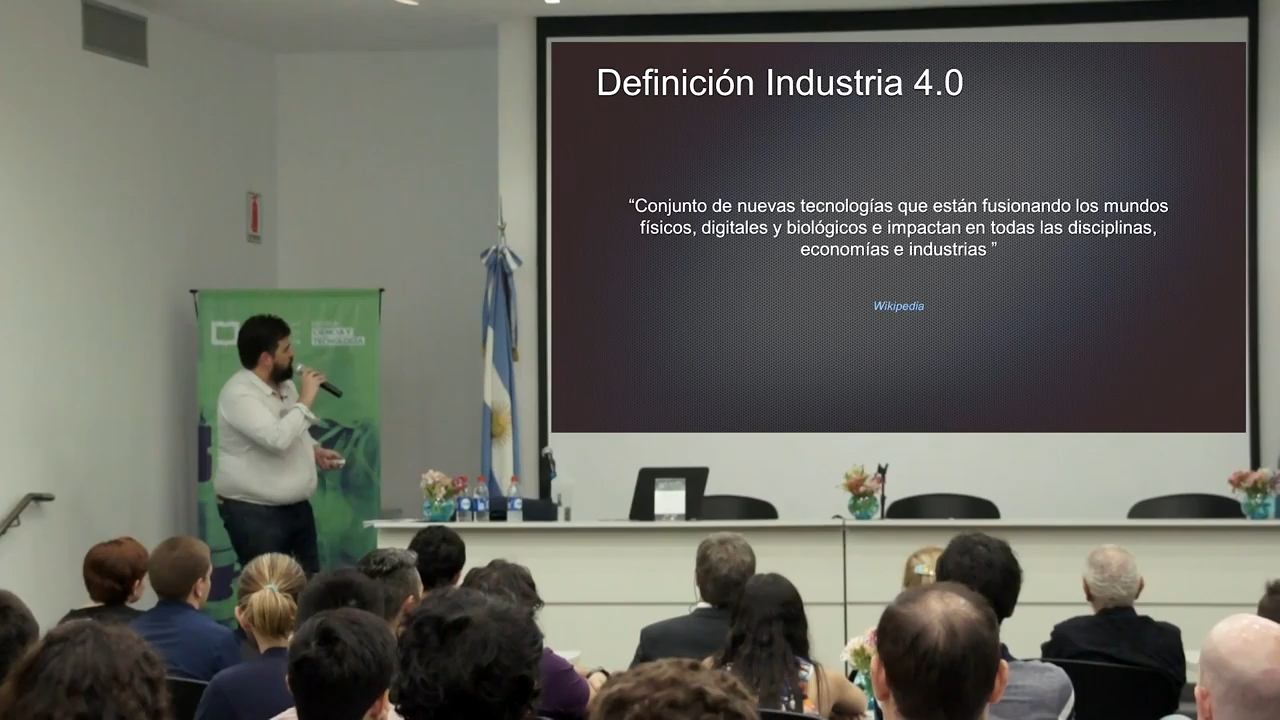 Definición Industria 4.0
“Conjunto de nuevas tecnologías que están fusionando los mundos
físicos, digitales y biológicos e impactan en todas las disciplinas,
economías e industrias ”
Wikipedia
CIENCIA Y
TECNOLOGÍA